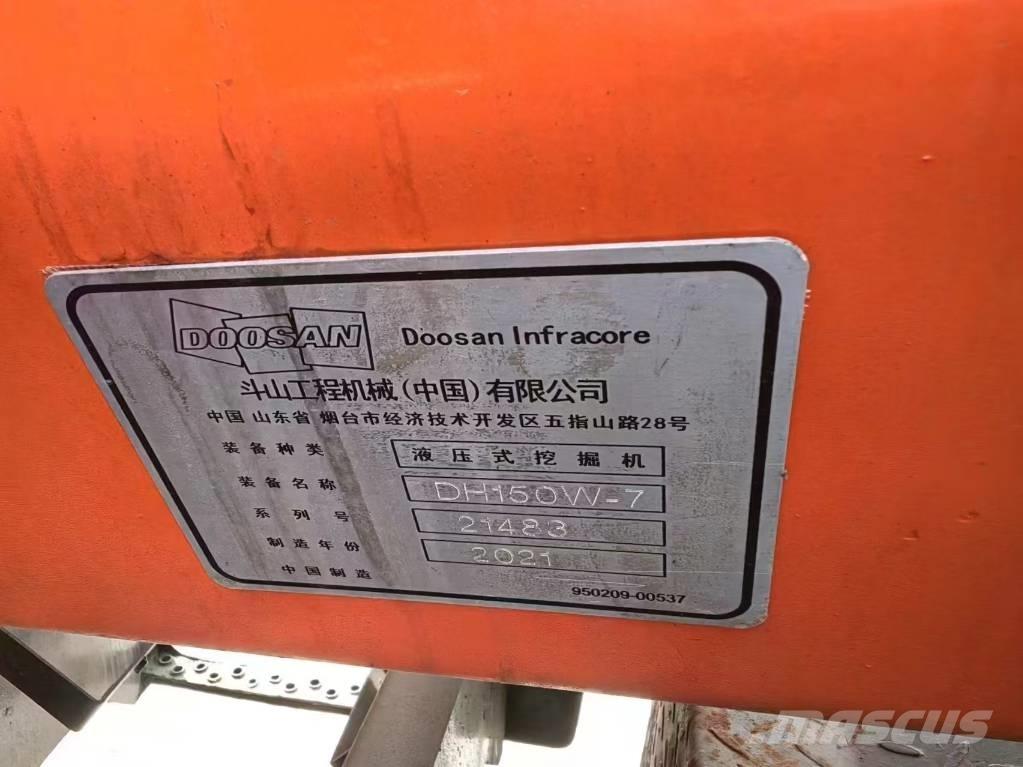 DOOSAN Doosan Infracore
斗山工程机械(中国)有限公司
中国 山东省 烟台市经济技术开发区五指山路28号
装备种类 液压式挖掘机
装备名称 DH150W-7
系列号 21483
制造年份 2021
中国制造
950209-00537
MASCUS